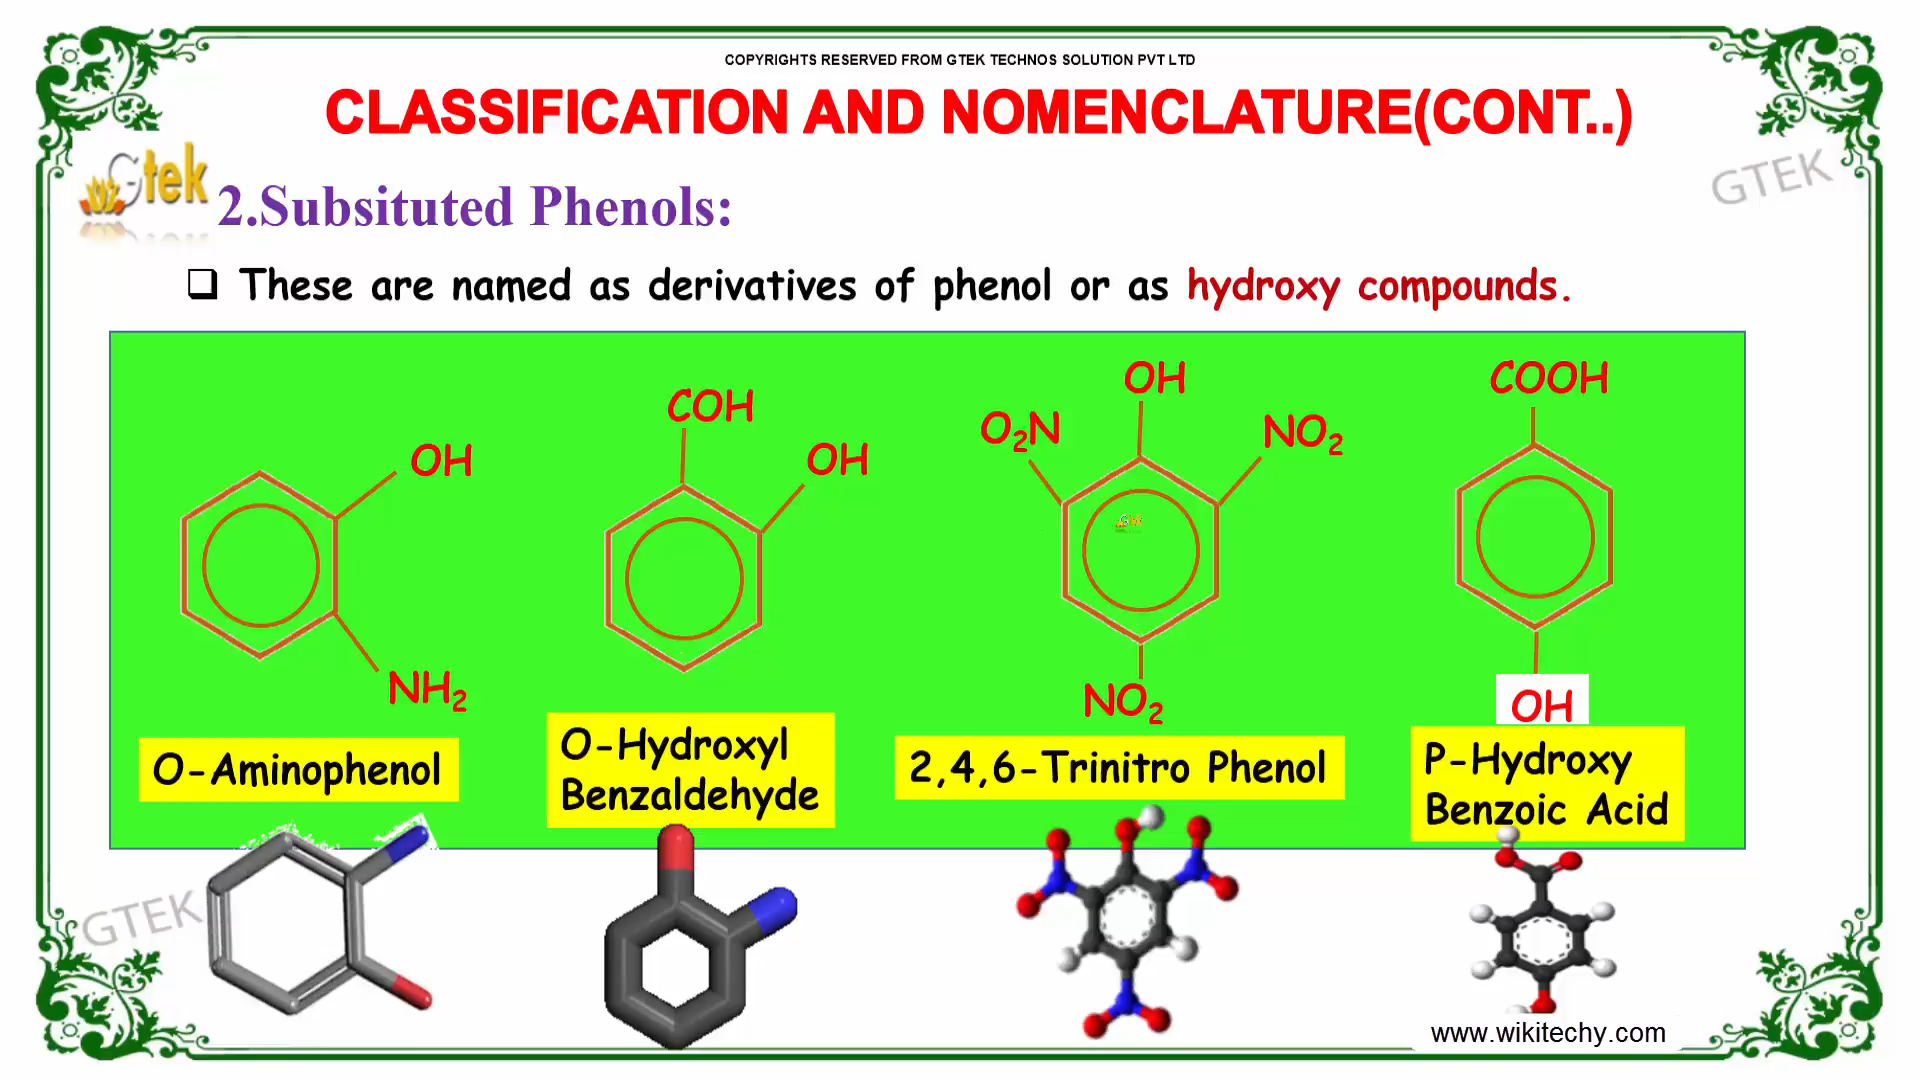 COPYRIGHTS RESERVED FROM GTEK TECHNOS SOLUTION PVT LTD
CLASSIFICATION AND NOMENCLATURE(CONT..)
Gtek
GTEK
2.Subsituted Phenols:
❑ These are named as derivatives of phenol or as hydroxy compounds.
OH
NH₂
O-Aminophenol
COH
OH
O-Hydroxyl
Benzaldehyde
OH
O₂N
NO₂
Gtek
NO₂
2,4,6-Trinitro Phenol
COOH
OH
P-Hydroxy
Benzoic Acid
GTEK
www.wikitechy.com